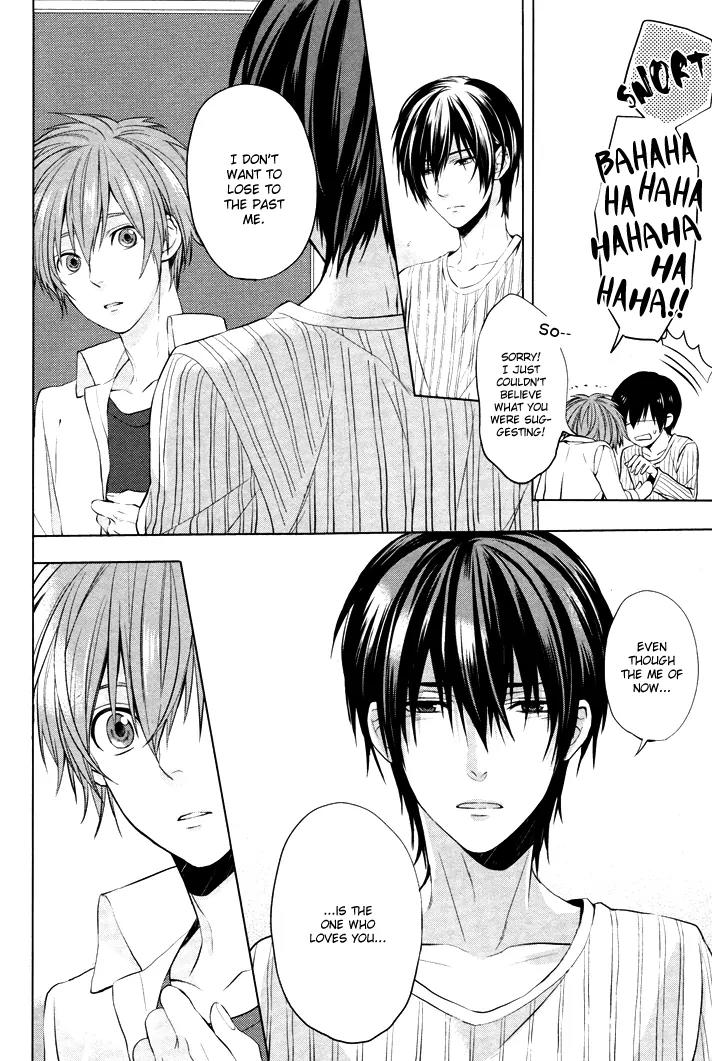 SNORT
BAHAHA
HA HAHA
HAHAHA
HA
HAHA!!
So--
SORRY!
I JUST
COULDN'T
BELIEVE
WHAT YOU
WERE SUG-
GESTING!
I DON'T
WANT TO
LOSE TO
THE PAST
ME.
EVEN
THOUGH
THE ME OF
NOW...
...IS THE
ONE WHO
LOVES YOU...